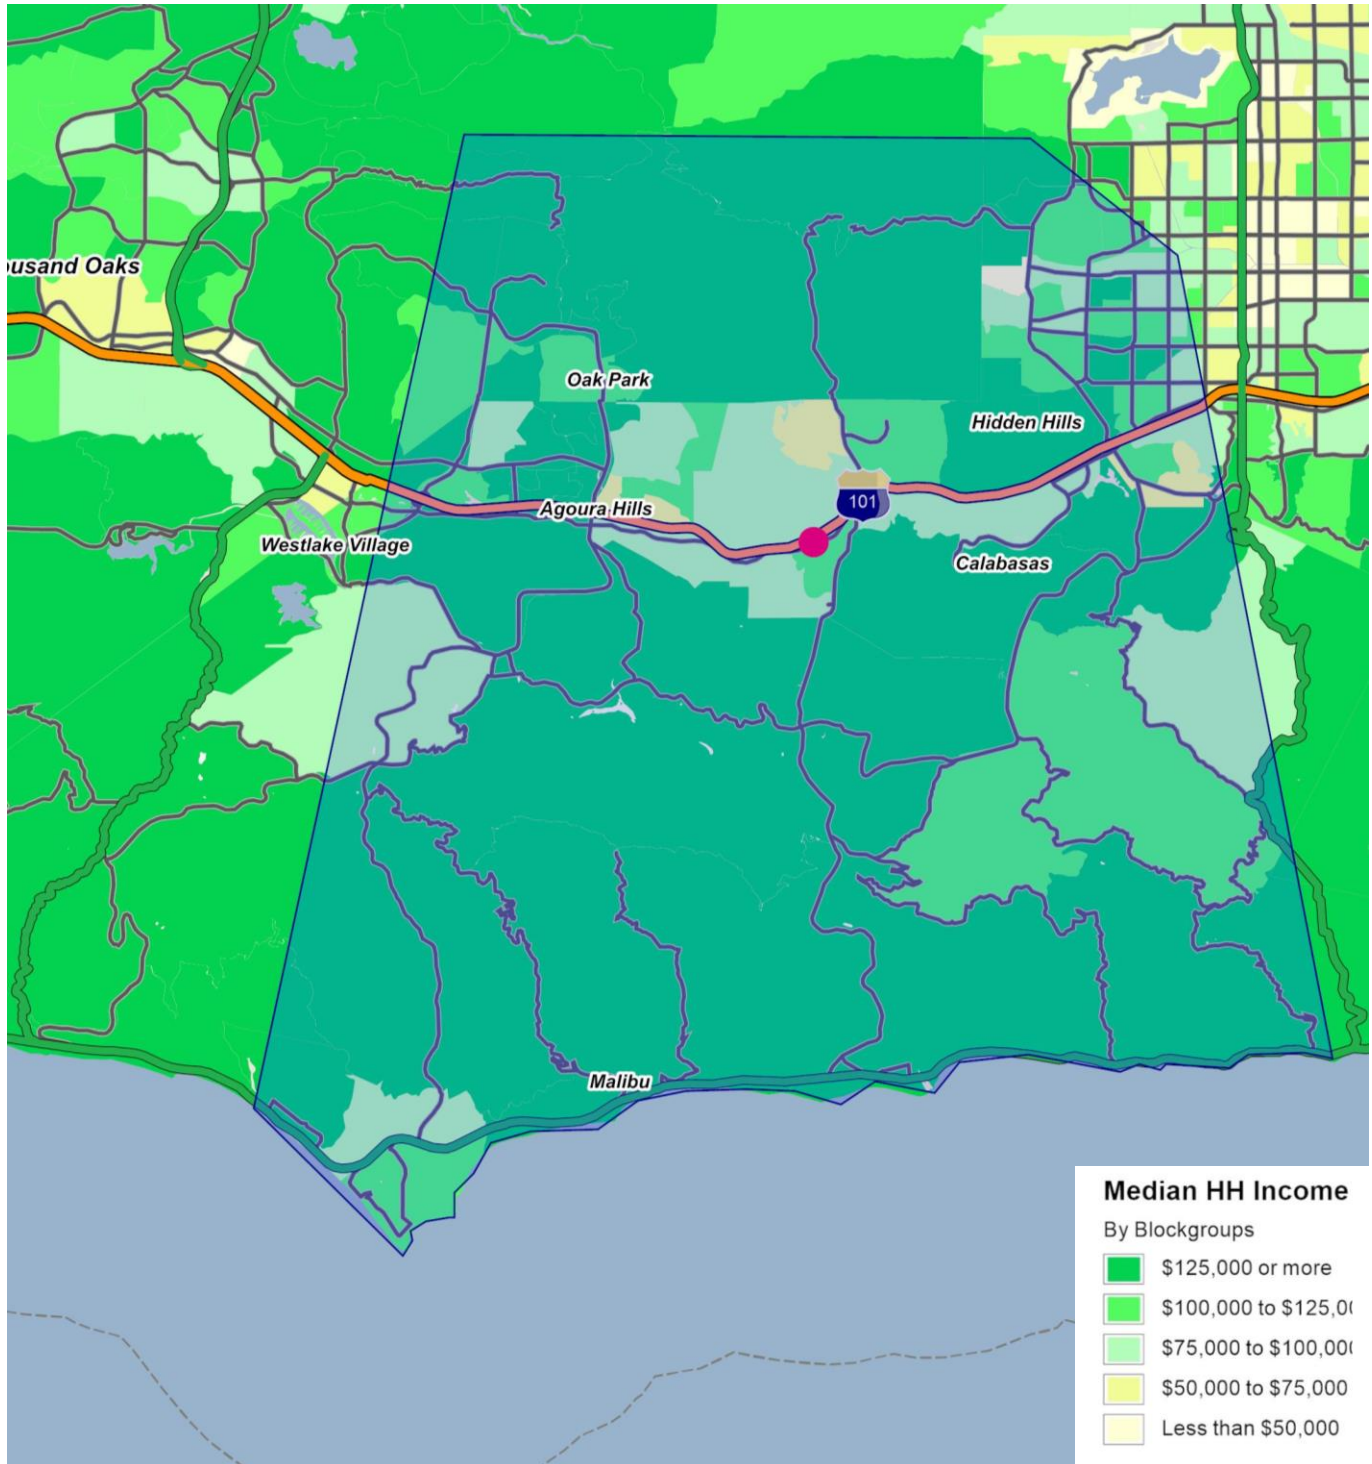 ousand Oaks
Oak Park
Hidden Hills
101
Agoura Hills
Westlake Village
Calabasas
Malibu
Median HH Income
By Blockgroups
$125,000 or more
$100,000 to $125,0
$75,000 to $100,00
$50,000 to $75,000
Less than $50,000